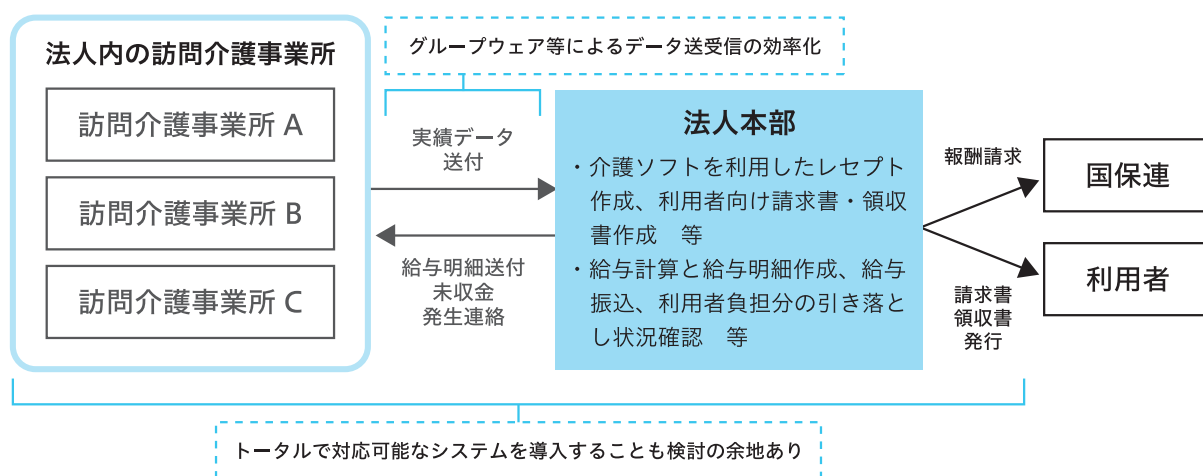 グループウェア等によるデータ送受信の効率化
法人内の訪問介護事業所
訪問介護事業所 A
訪問介護事業所 B
訪問介護事業所 C
実績データ
送付
給与明細送付
未収金
発生連絡
法人本部
・介護ソフトを利用したレセプト
作成、利用者向け請求書・領収
書作成　等
・給与計算と給与明細作成、給与
振込、利用者負担分の引き落と
し状況確認　等
報酬請求
国保連
利用者
請求書
領収書
発行
トータルで対応可能なシステムを導入することも検討の余地あり